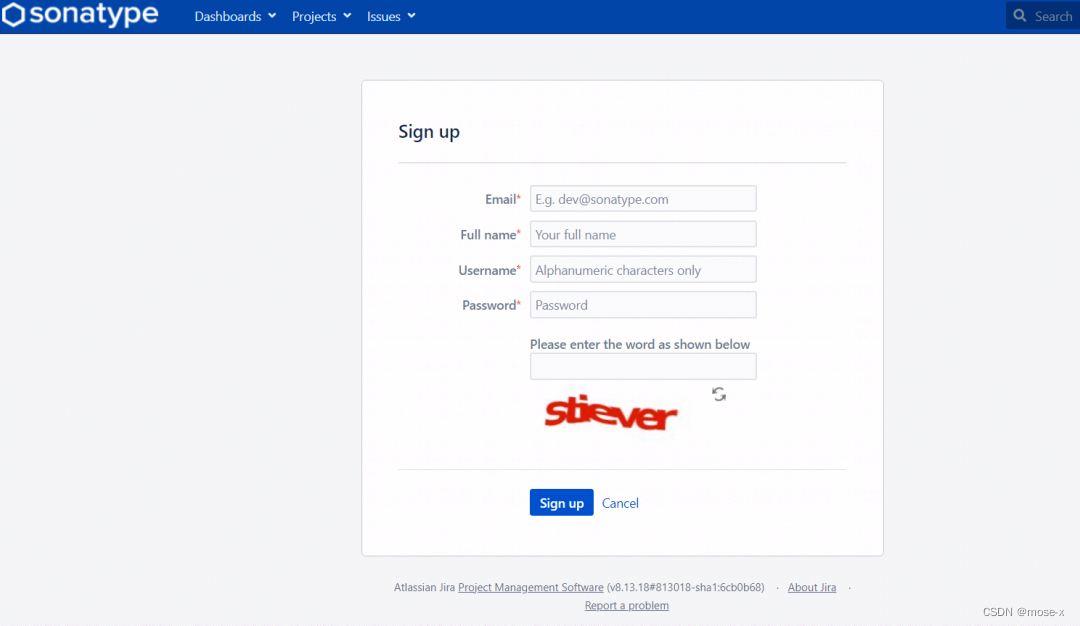 sonatype Dashboards Projects Issues Search
Sign up
Email* E.g. dev@sonatype.com
Full name* Your full name
Username* Alphanumeric characters only
Password* Password
Please enter the word as shown below
stiever
Sign up Cancel
Atlassian Jira Project Management Software (v8.13.18#813018-sha1:6cb0b68) · About Jira ·
Report a problem
CSDN @mose-x